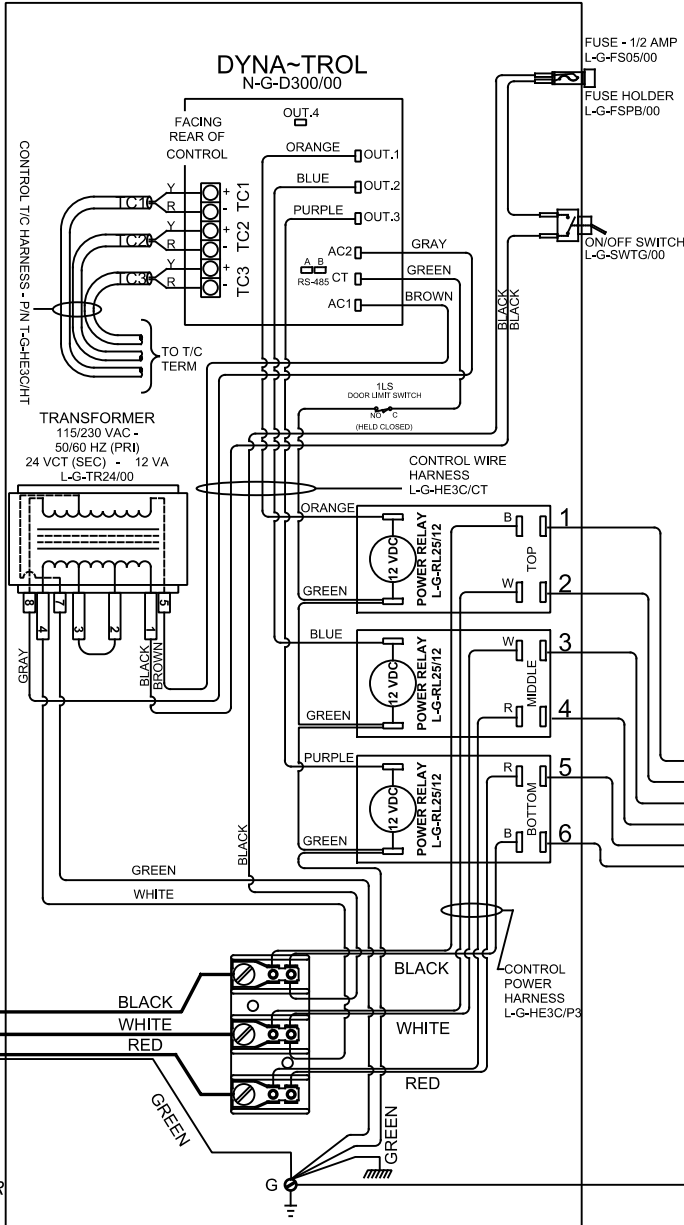 DYNA~TROL
N-G-D300/00
FUSE - 1/2 AMP
L-G-FS05/00
FUSE HOLDER
L-G-FSPB/00
ON/OFF SWITCH
L-G-SWTG/00
FACING
REAR OF
CONTROL
OUT.4
ORANGE
OUT.1
BLUE
OUT.2
PURPLE
OUT.3
AC2
GRAY
A B
RS-485
CT
GREEN
AC1
BROWN
C1
Y
R
+
-
TC1
C2
Y
R
+
-
TC2
C3
Y
R
+
-
TC3
CONTROL T/C HARNESS - P/N T-G-HE3C/HT
TO T/C
TERM
BLACK
BLACK
1LS
DOOR LIMIT SWITCH
NO C
(HELD CLOSED)
TRANSFORMER
115/230 VAC -
50/60 HZ (PRI)
24 VCT (SEC) - 12 VA
L-G-TR24/00
8
4
7
3
2
1
5
GRAY
BLACK
BROWN
CONTROL WIRE
HARNESS
L-G-HE3C/CT
ORANGE
12 VDC
GREEN
POWER RELAY
L-G-RL25/12
B
W
TOP
1
2
BLUE
12 VDC
GREEN
POWER RELAY
L-G-RL25/12
W
R
MIDDLE
3
4
PURPLE
12 VDC
GREEN
POWER RELAY
L-G-RL25/12
R
B
BOTTOM
5
6
BLACK
GREEN
WHITE
CONTROL
POWER
HARNESS
L-G-HE3C/P3
BLACK
WHITE
RED
BLACK
WHITE
RED
GREEN
GREEN
G
R